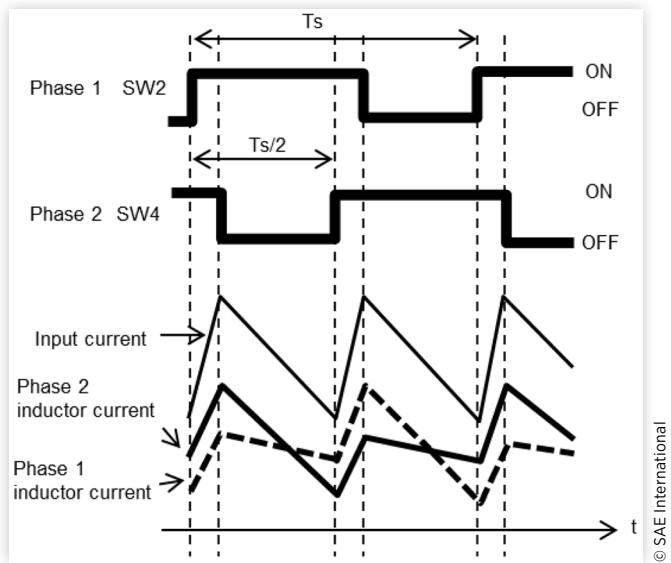 Ts
Phase 1 SW2
ON
OFF
Ts/2
Phase 2 SW4
ON
OFF
Input current
Phase 2
inductor current
Phase 1
inductor current
t
© SAE International